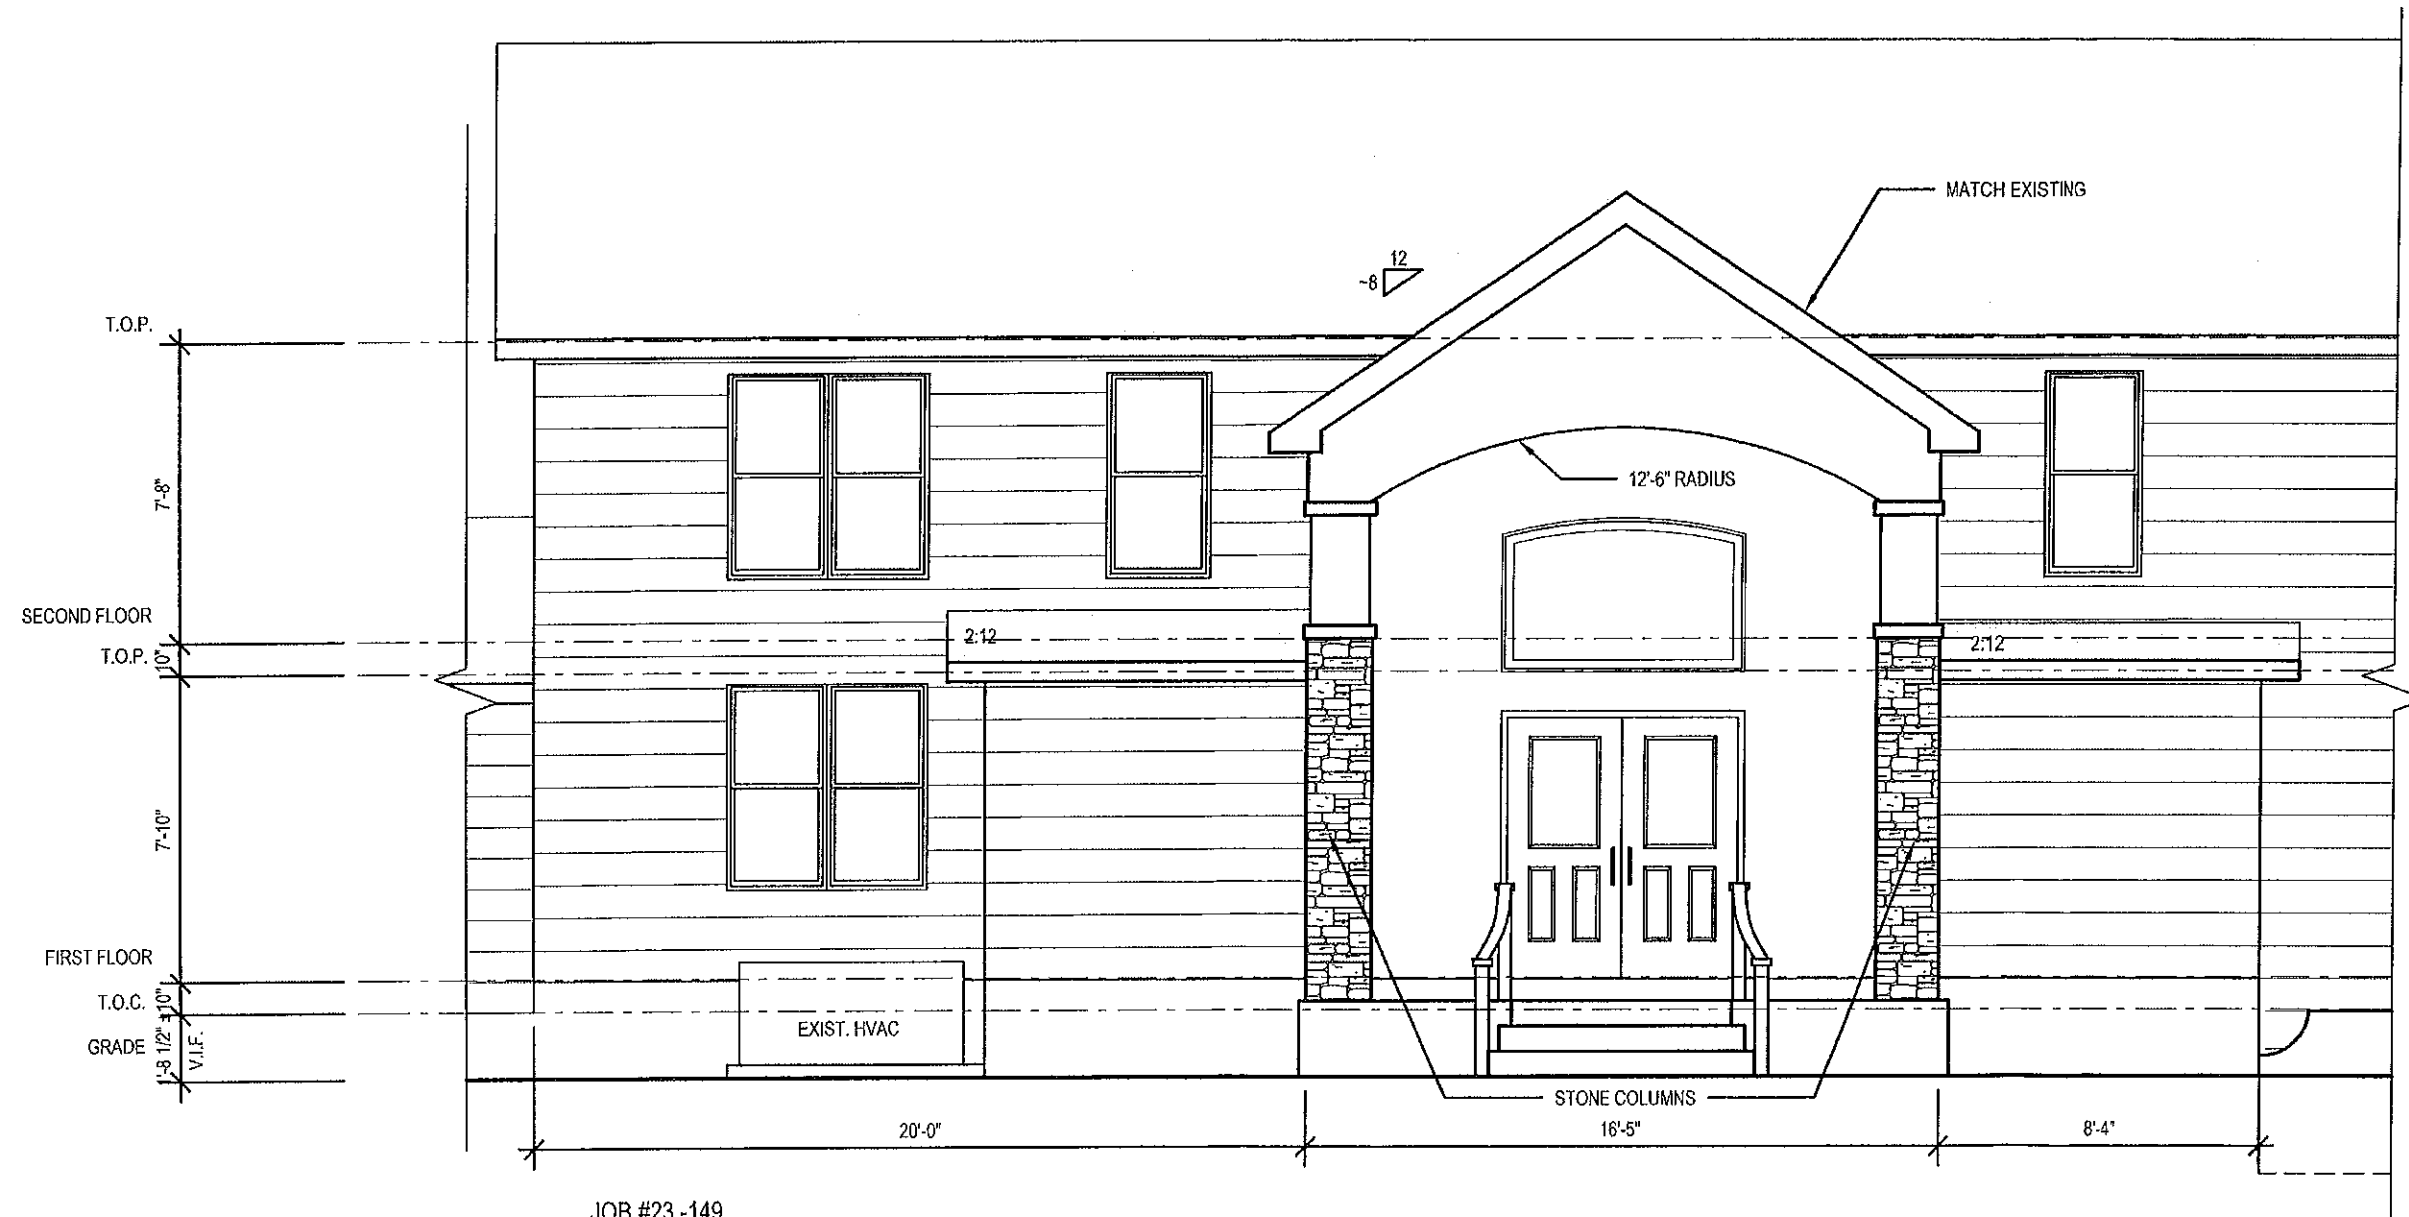 MATCH EXISTING
12
~8
T.O.P.
12'-6" RADIUS
7'-8"
SECOND FLOOR
2:12
2:12
T.O.P.
10"
7'-10"
FIRST FLOOR
T.O.C.
±10"
EXIST. HVAC
GRADE
1'-8 1/2"
V.I.F.
STONE COLUMNS
20'-0"
16'-5"
8'-4"
JOB #23 -149